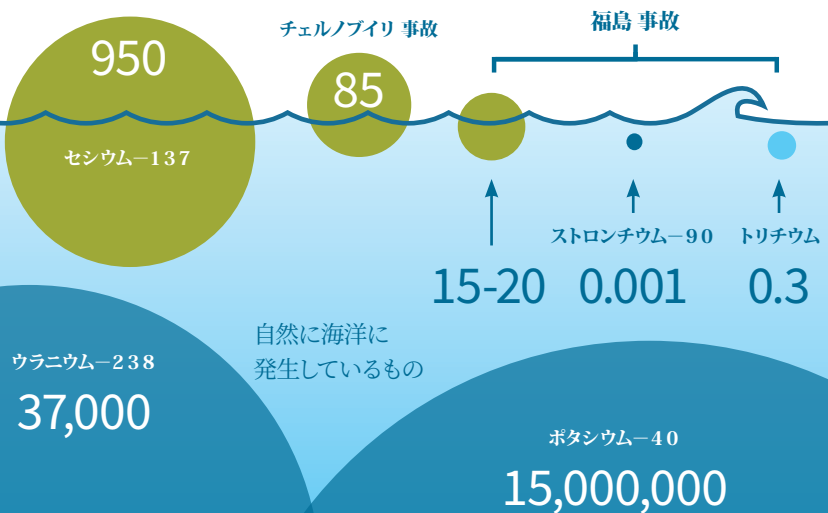 950
セシウム−137
チェルノブイリ 事故
85
福島 事故
15-20
ストロンチウム−90
0.001
トリチウム
0.3
自然に海洋に
発生しているもの
ウラニウム−238
37,000
ポタシウム−40
15,000,000